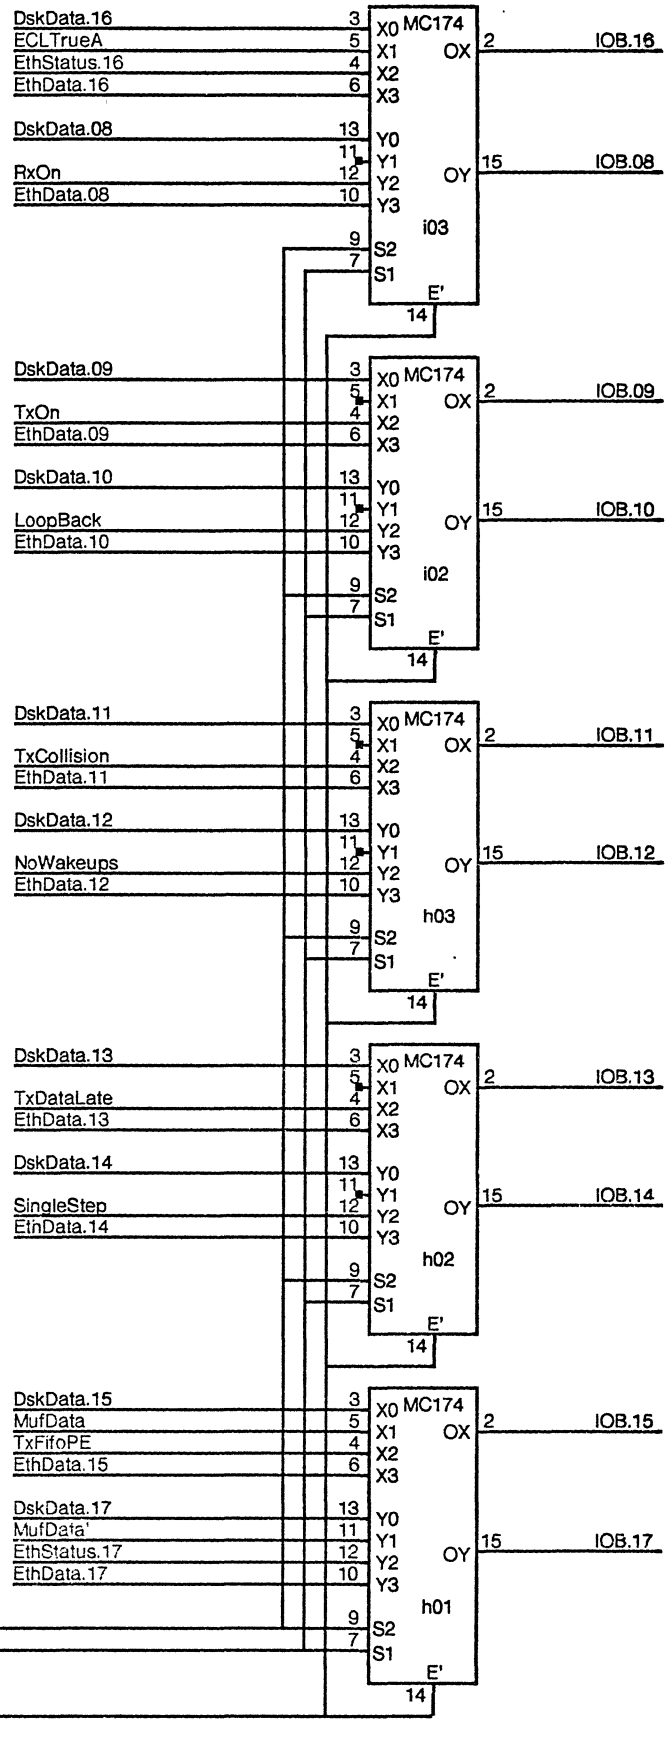 DskData.16 3 X0 MC174
ECLTrueA 5 X1 OX 2 IOB.16
EthStatus.16 4 X2
EthData.16 6 X3
DskData.08 13 Y0
11 Y1
RxOn 12 Y2 OY 15 IOB.08
EthData.08 10 Y3
i03
9 S2
7 S1
E'
14
DskData.09 3 X0 MC174
5 X1 OX 2 IOB.09
TxOn 4 X2
EthData.09 6 X3
DskData.10 13 Y0
11 Y1
LoopBack 12 Y2 OY 15 IOB.10
EthData.10 10 Y3
i02
9 S2
7 S1
E'
14
DskData.11 3 X0 MC174
5 X1 OX 2 IOB.11
TxCollision 4 X2
EthData.11 6 X3
DskData.12 13 Y0
11 Y1
NoWakeups 12 Y2 OY 15 IOB.12
EthData.12 10 Y3
h03
9 S2
7 S1
E'
14
DskData.13 3 X0 MC174
5 X1 OX 2 IOB.13
TxDataLate 4 X2
EthData.13 6 X3
DskData.14 13 Y0
11 Y1
SingleStep 12 Y2 OY 15 IOB.14
EthData.14 10 Y3
h02
9 S2
7 S1
E'
14
DskData.15 3 X0 MC174
MufData 5 X1 OX 2 IOB.15
TxFifoPE 4 X2
EthData.15 6 X3
DskData.17 13 Y0
MufData' 11 Y1
EthStatus.17 12 Y2 OY 15 IOB.17
EthData.17 10 Y3
h01
9 S2
7 S1
E'
14